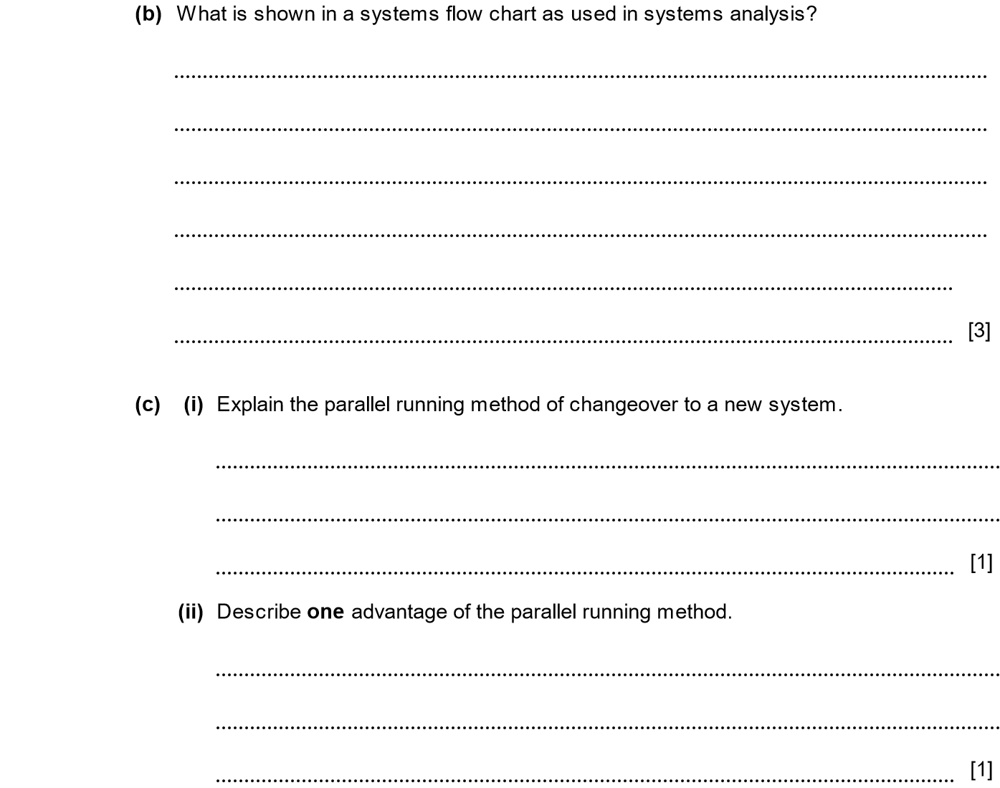 (b) What is shown in a systems flow chart as used in systems analysis?
[3]
(c) (i) Explain the parallel running method of changeover to a new system.
[1]
(ii) Describe one advantage of the parallel running method.
[1]